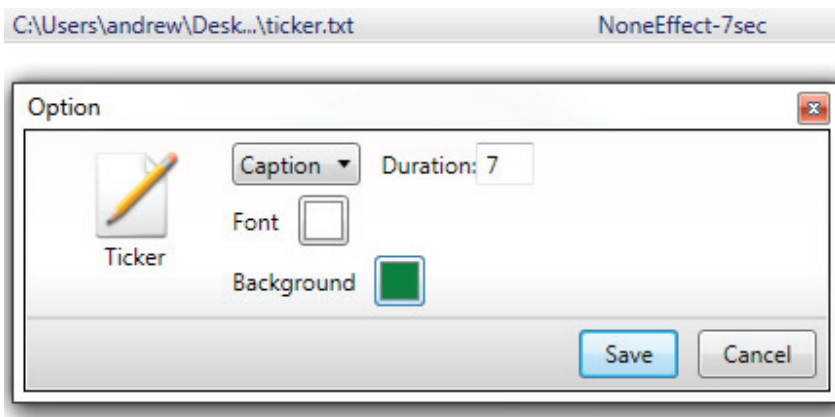 C:\Users\andrew\Desk...\ticker.txt NoneEffect-7sec
Option
Caption Duration: 7
Font
Ticker
Background
Save Cancel